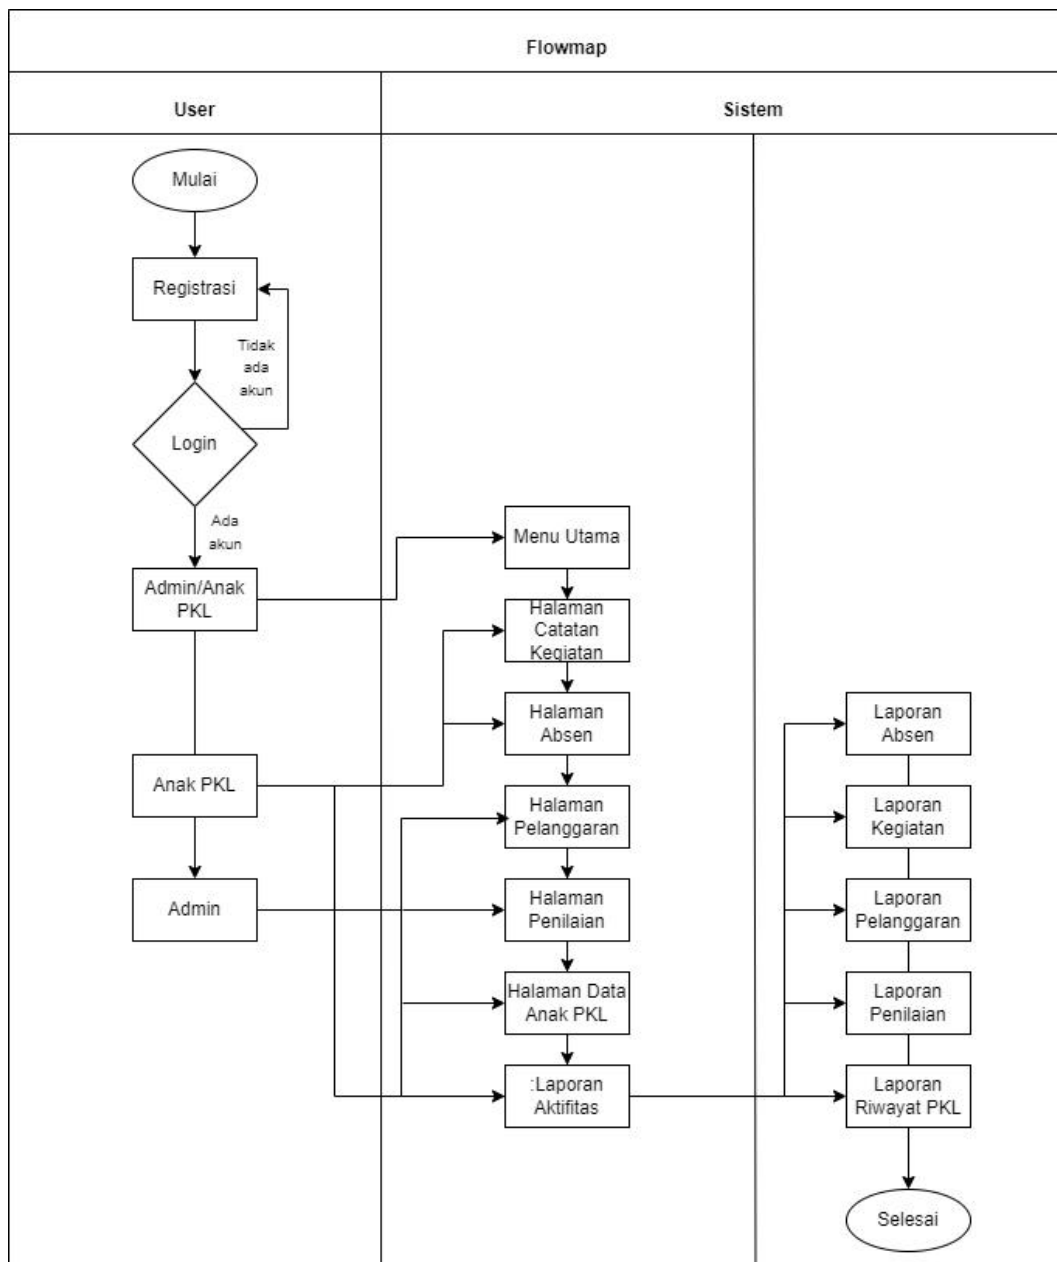 Flowmap
User
Sistem
Mulai
Registrasi
Tidak
ada
akun
Login
Ada
akun
Admin/Anak
PKL
Anak PKL
Admin
Menu Utama
Halaman
Catatan
Kegiatan
Halaman
Absen
Halaman
Pelanggaran
Halaman
Penilaian
Halaman Data
Anak PKL
:Laporan
Aktifitas
Laporan
Absen
Laporan
Kegiatan
Laporan
Pelanggaran
Laporan
Penilaian
Laporan
Riwayat PKL
Selesai